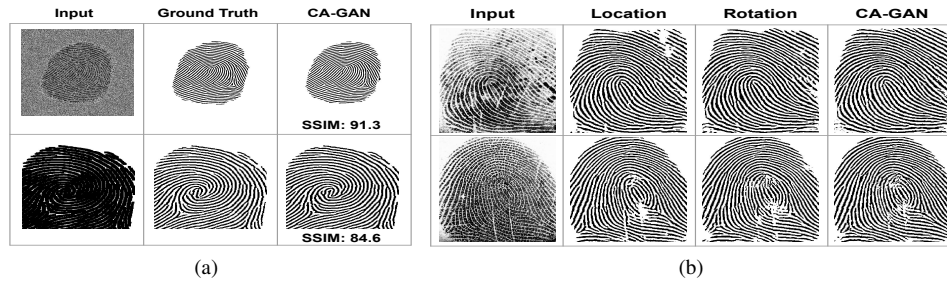 Input Ground Truth CA-GAN
SSIM: 91.3
SSIM: 84.6
(a)
Input Location Rotation CA-GAN
(b)